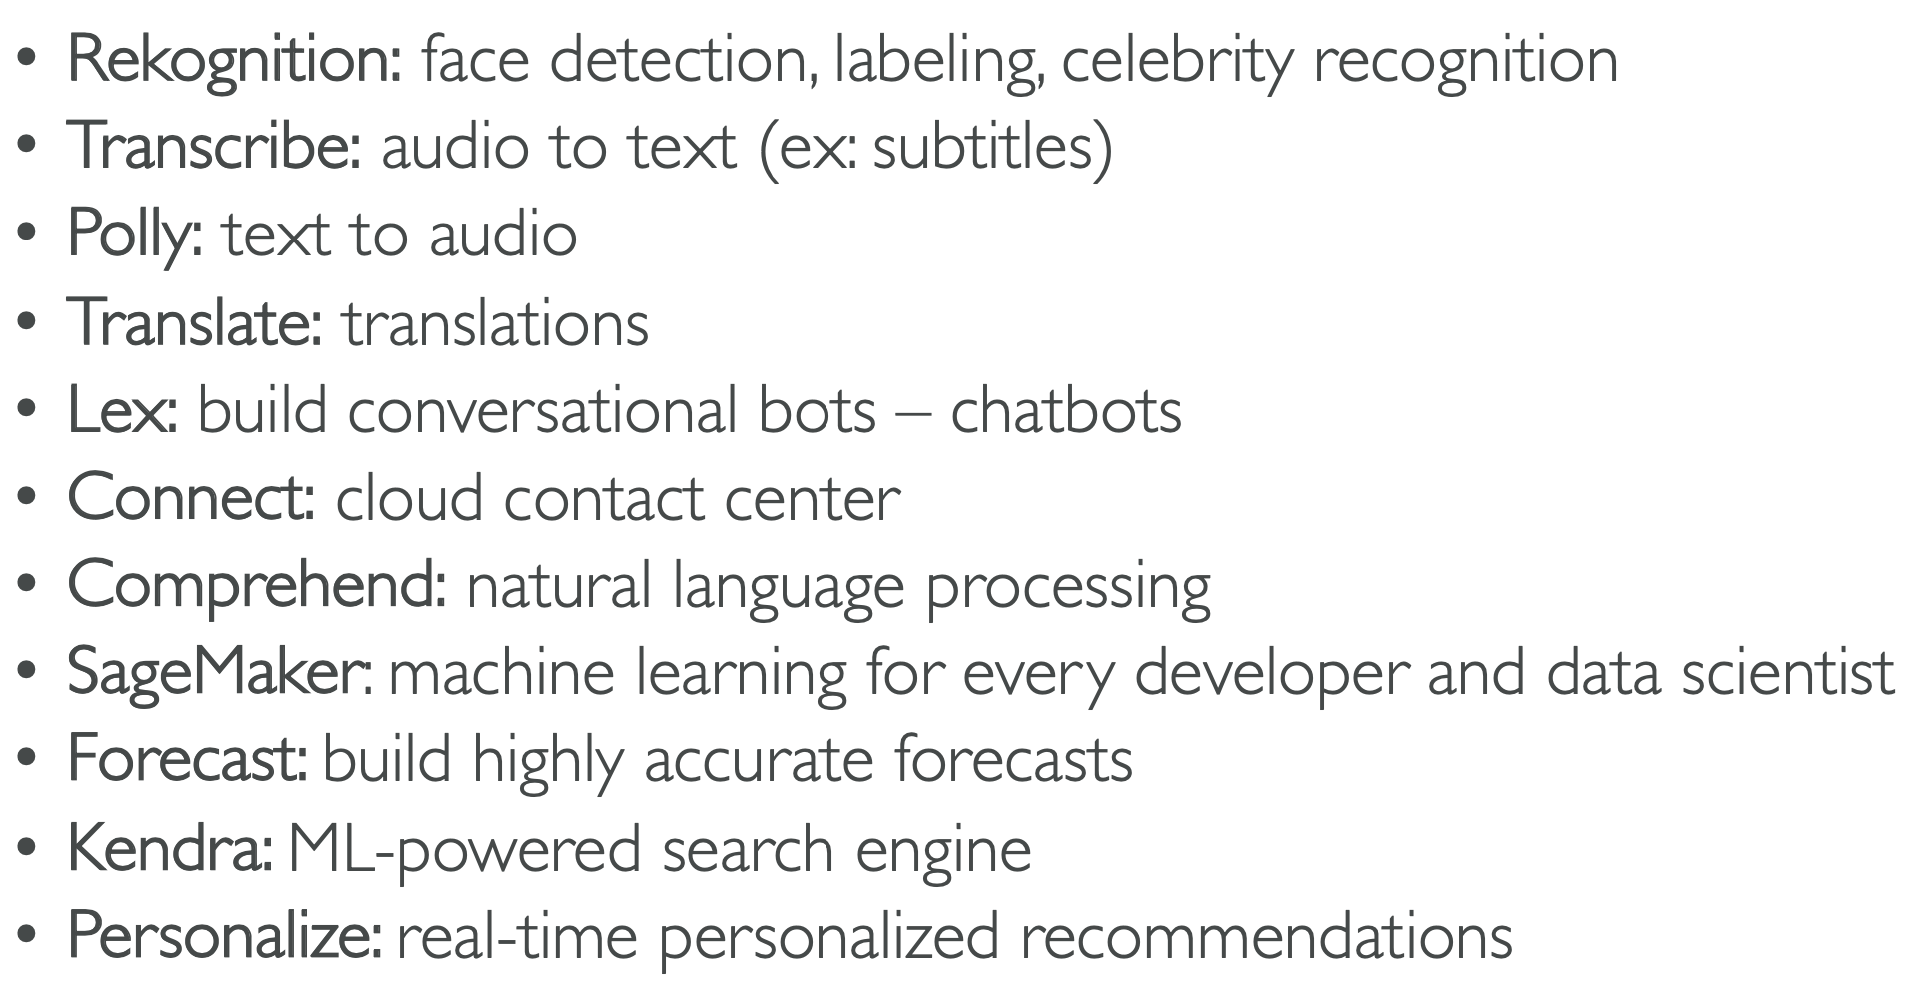 • Rekognition: face detection, labeling, celebrity recognition
• Transcribe: audio to text (ex: subtitles)
• Polly: text to audio
• Translate: translations
• Lex: build conversational bots – chatbots
• Connect: cloud contact center
• Comprehend: natural language processing
• SageMaker: machine learning for every developer and data scientist
• Forecast: build highly accurate forecasts
• Kendra: ML-powered search engine
• Personalize: real-time personalized recommendations